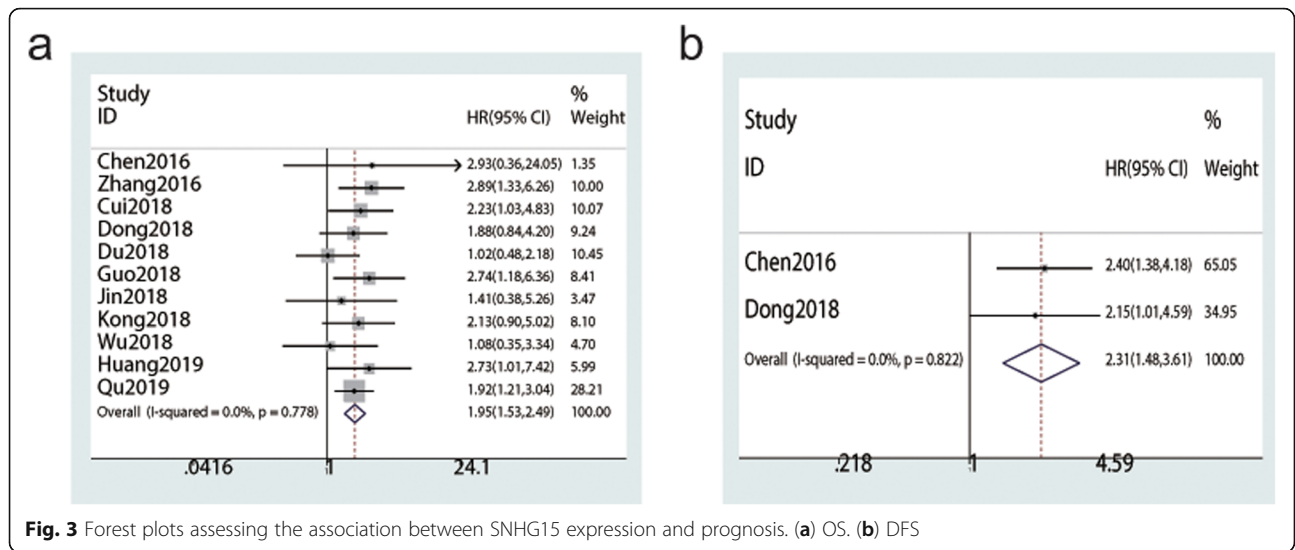 a
Study %
ID HR(95% CI) Weight
Chen2016 2.93(0.36,24.05) 1.35
Zhang2016 2.89(1.33,6.26) 10.00
Cui2018 2.23(1.03,4.83) 10.07
Dong2018 1.88(0.84,4.20) 9.24
Du2018 1.02(0.48,2.18) 10.45
Guo2018 2.74(1.18,6.36) 8.41
Jin2018 1.41(0.38,5.26) 3.47
Kong2018 2.13(0.90,5.02) 8.10
Wu2018 1.08(0.35,3.34) 4.70
Huang2019 2.73(1.01,7.42) 5.99
Qu2019 1.92(1.21,3.04) 28.21
Overall (I-squared = 0.0%, p = 0.778) 1.95(1.53,2.49) 100.00
.0416 1 24.1
b
Study %
ID HR(95% CI) Weight
Chen2016 2.40(1.38,4.18) 65.05
Dong2018 2.15(1.01,4.59) 34.95
Overall (I-squared = 0.0%, p = 0.822) 2.31(1.48,3.61) 100.00
.218 1 4.59
Fig. 3 Forest plots assessing the association between SNHG15 expression and prognosis. (a) OS. (b) DFS